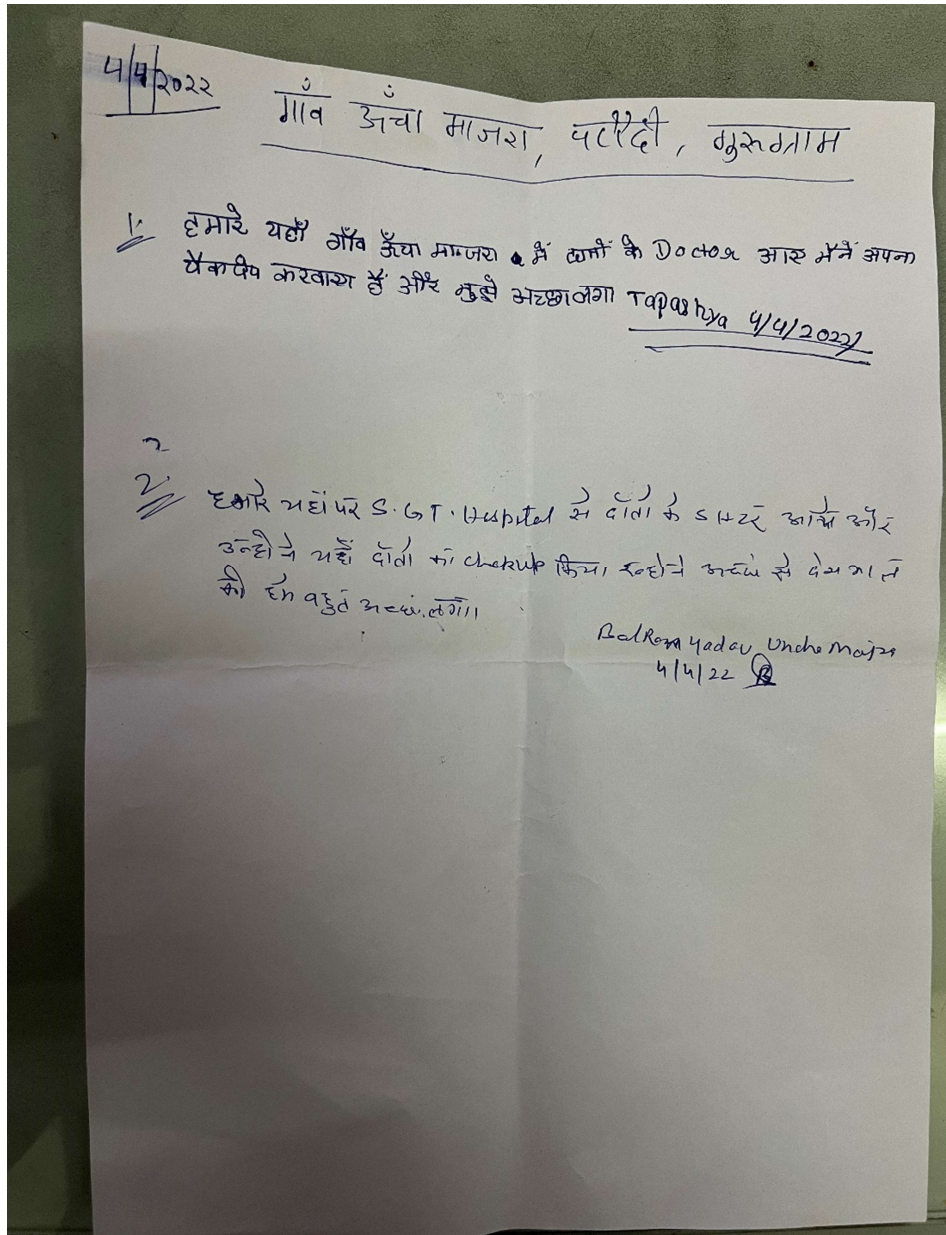 4/4/2022
गाँव ऊँचा माजरा, पटौदी, गुरुग्राम
1. हमारे यहाँ गाँव ऊँचा माजरा में दातों के Doctor आए मैंने अपना
चैकअप करवाया हैं और मुझे अच्छा लगा Tapashya 4/4/2022
2
2. हमारे यहां पर S.G.T. Hospital से दाँतो के डाक्टर आये और
उन्होने यहाँ दाँतो का checkup किया। उन्होने अच्छे से देखभाल
की हम बहुत अच्छा लगा।
BalRam Yadav Uncha Majra
4/4/22